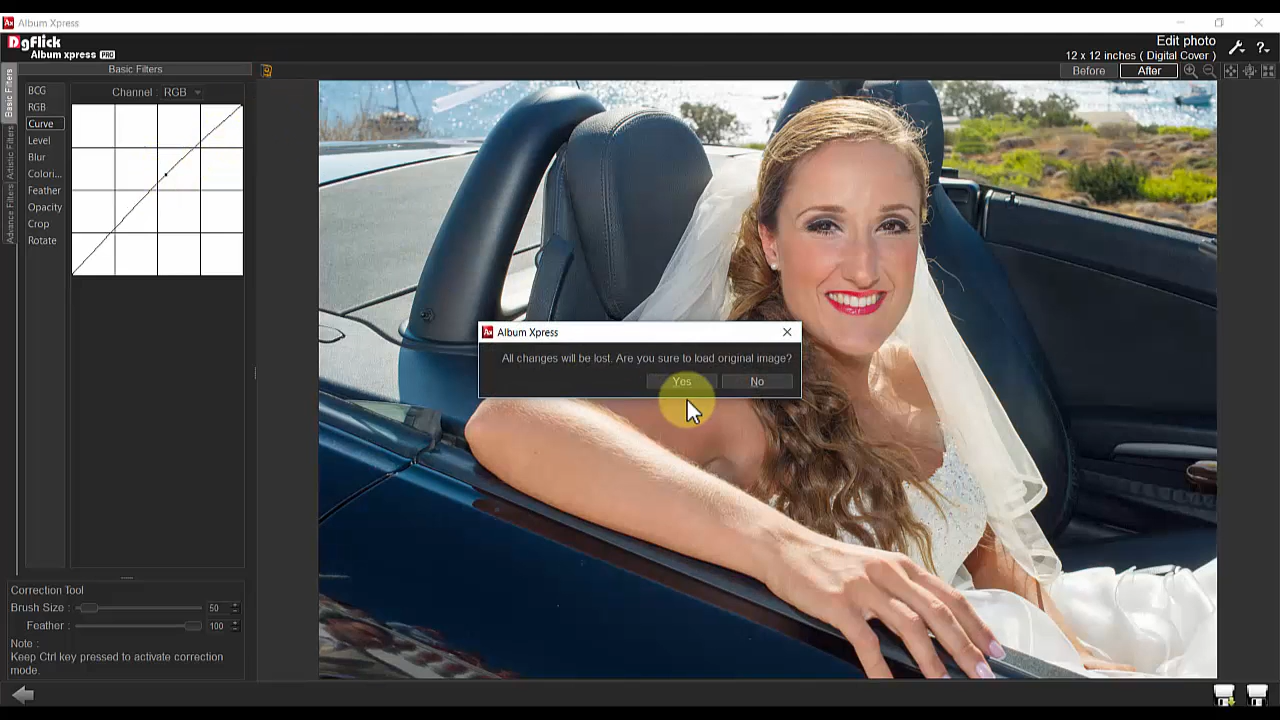 Album Xpress
DgFlick
Album xpress PRO
Edit photo
12 x 12 inches ( Digital Cover )
Basic Filters
Before
After
Basic Filters
Artistic Filters
Advance Filters
BCG
RGB
Curve
Level
Blur
Colori...
Feather
Opacity
Crop
Rotate
Channel : RGB
Album Xpress
All changes will be lost. Are you sure to load original image?
Yes
No
Correction Tool
Brush Size : 50
Feather : 100
Note :
Keep Ctrl key pressed to activate correction
mode.